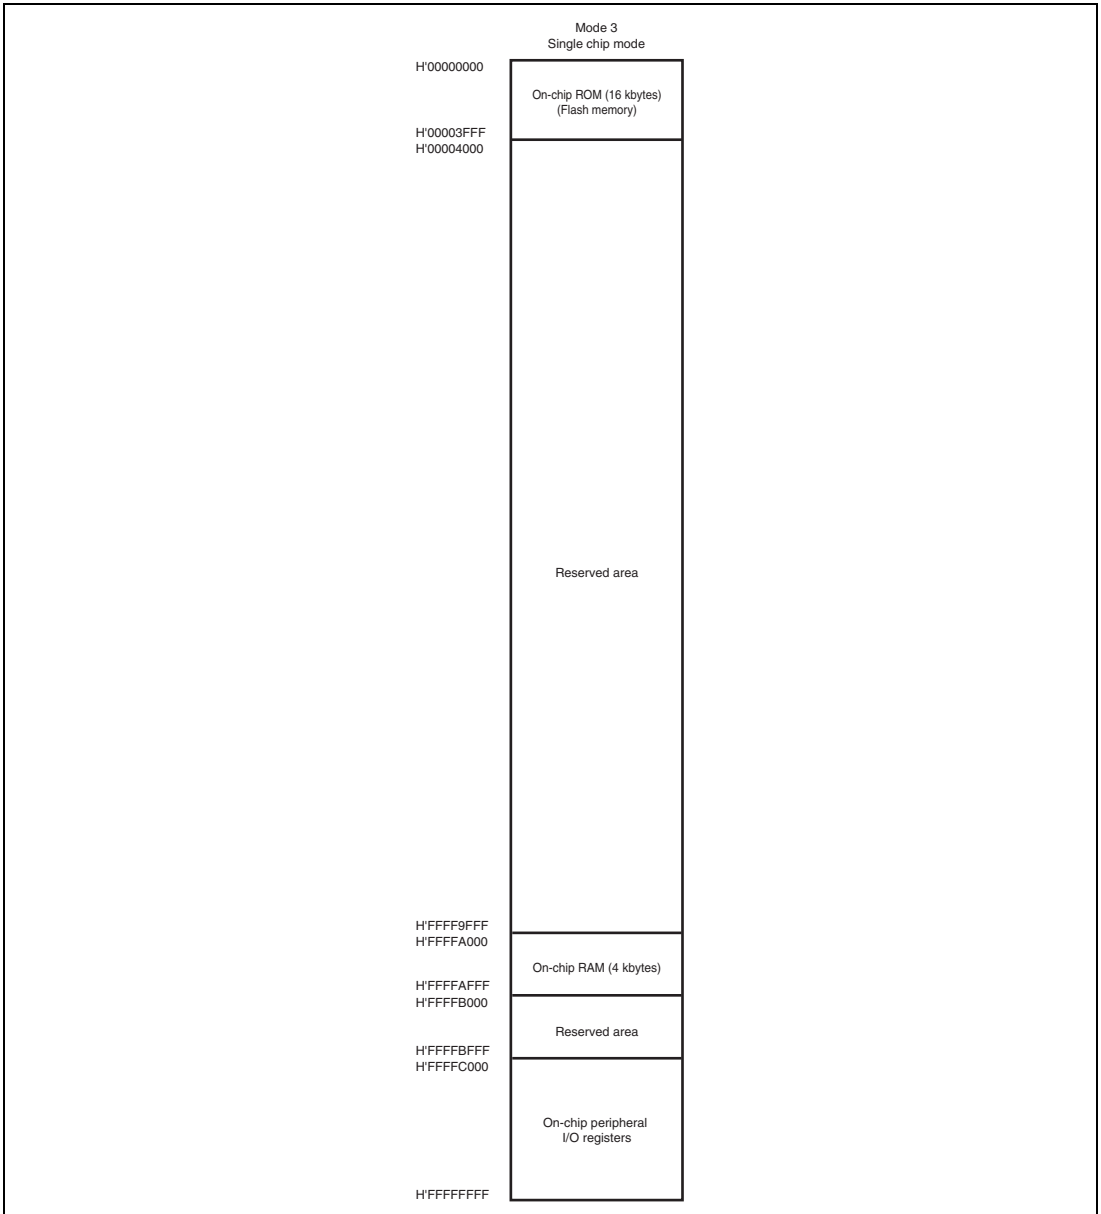 Mode 3
Single chip mode
H'00000000
On-chip ROM (16 kbytes)
(Flash memory)
H'00003FFF
H'00004000
Reserved area
H'FFFF9FFF
H'FFFFA000
On-chip RAM (4 kbytes)
H'FFFFAFFF
H'FFFFB000
Reserved area
H'FFFFBFFF
H'FFFFC000
On-chip peripheral
I/O registers
H'FFFFFFFF